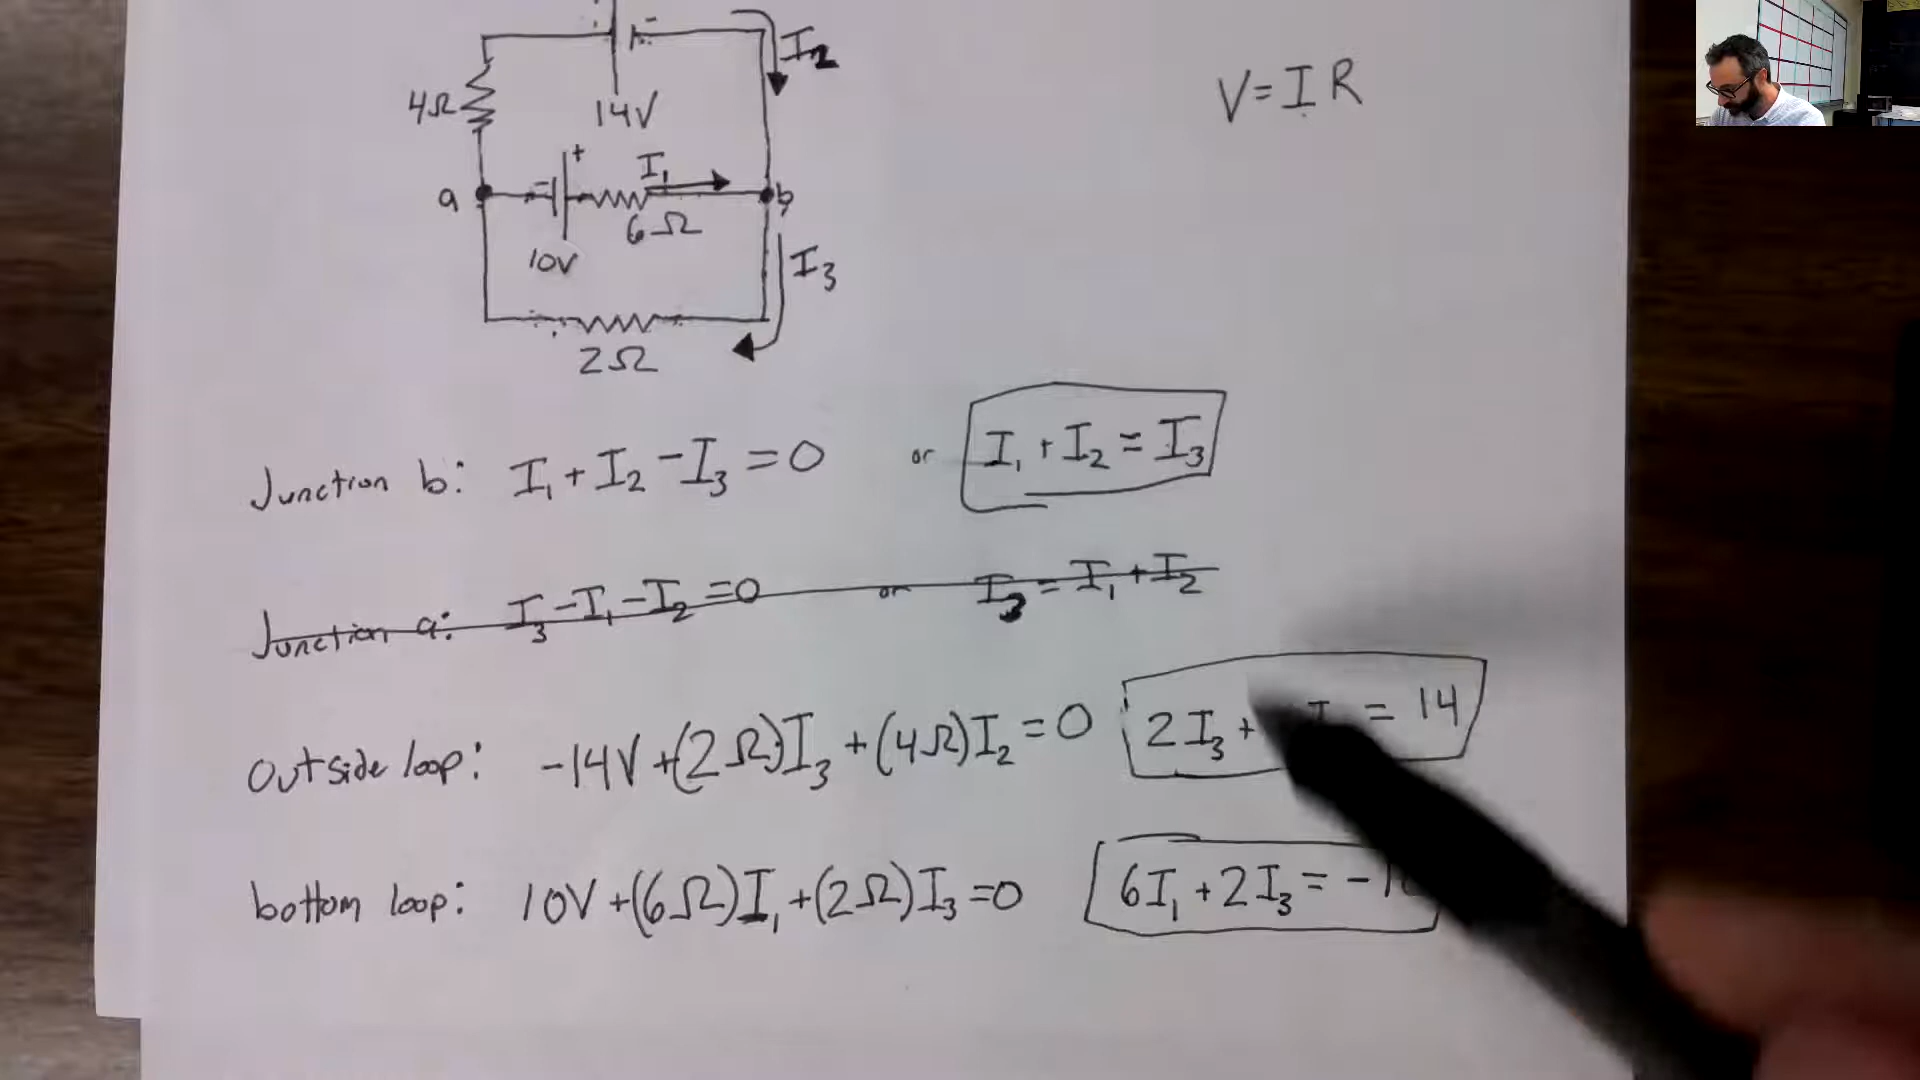 I₂
V = I R
4Ω
14V
+
I₁
a
b
6Ω
10V
I₃
2Ω
Junction b: I₁ + I₂ - I₃ = 0 or I₁ + I₂ = I₃
Junction a: I₃ - I₁ - I₂ = 0 or I₃ = I₁ + I₂
outside loop: -14V + (2Ω)I₃ + (4Ω)I₂ = 0 2I₃ + = 14
bottom loop: 10V + (6Ω)I₁ + (2Ω)I₃ = 0 6I₁ + 2I₃ =